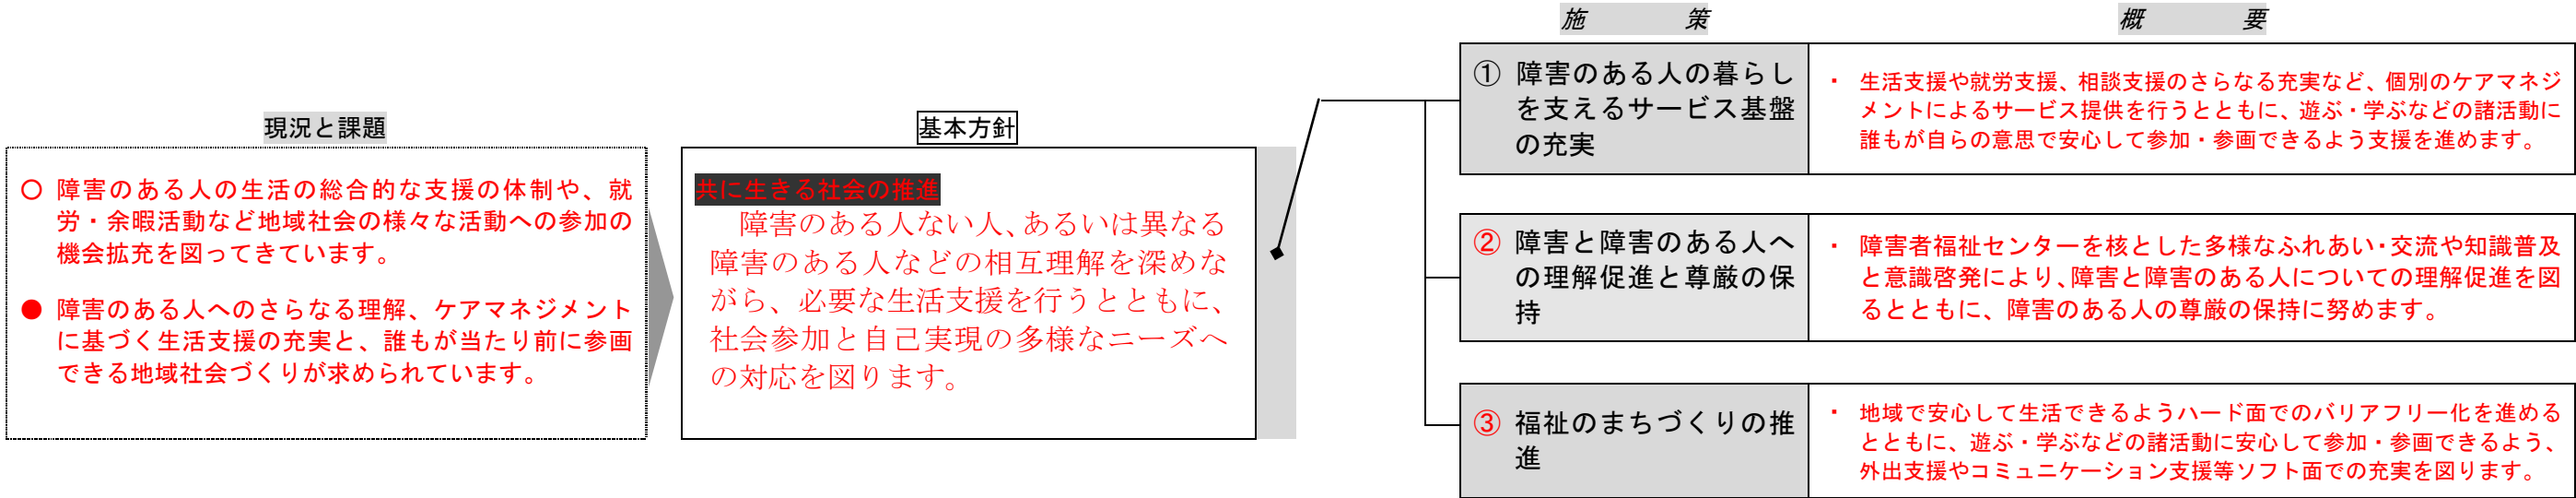 現況と課題
○ 障害のある人の生活の総合的な支援の体制や、就
労・余暇活動など地域社会の様々な活動への参加の
機会拡充を図ってきています。
● 障害のある人へのさらなる理解、ケアマネジメント
に基づく生活支援の充実と、誰もが当たり前に参画
できる地域社会づくりが求められています。
基本方針
共に生きる社会の推進
障害のある人ない人、あるいは異なる
障害のある人などの相互理解を深めな
がら、必要な生活支援を行うとともに、
社会参加と自己実現の多様なニーズへ
の対応を図ります。
施 策
概 要
① 障害のある人の暮らし
を支えるサービス基盤
の充実
・ 生活支援や就労支援、相談支援のさらなる充実など、個別のケアマネジ
メントによるサービス提供を行うとともに、遊ぶ・学ぶなどの諸活動に
誰もが自らの意思で安心して参加・参画できるよう支援を進めます。
② 障害と障害のある人へ
の理解促進と尊厳の保
持
・ 障害者福祉センターを核とした多様なふれあい・交流や知識普及
と意識啓発により、障害と障害のある人についての理解促進を図
るとともに、障害のある人の尊厳の保持に努めます。
③ 福祉のまちづくりの推
進
・ 地域で安心して生活できるようハード面でのバリアフリー化を進める
とともに、遊ぶ・学ぶなどの諸活動に安心して参加・参画できるよう、
外出支援やコミュニケーション支援等ソフト面での充実を図ります。